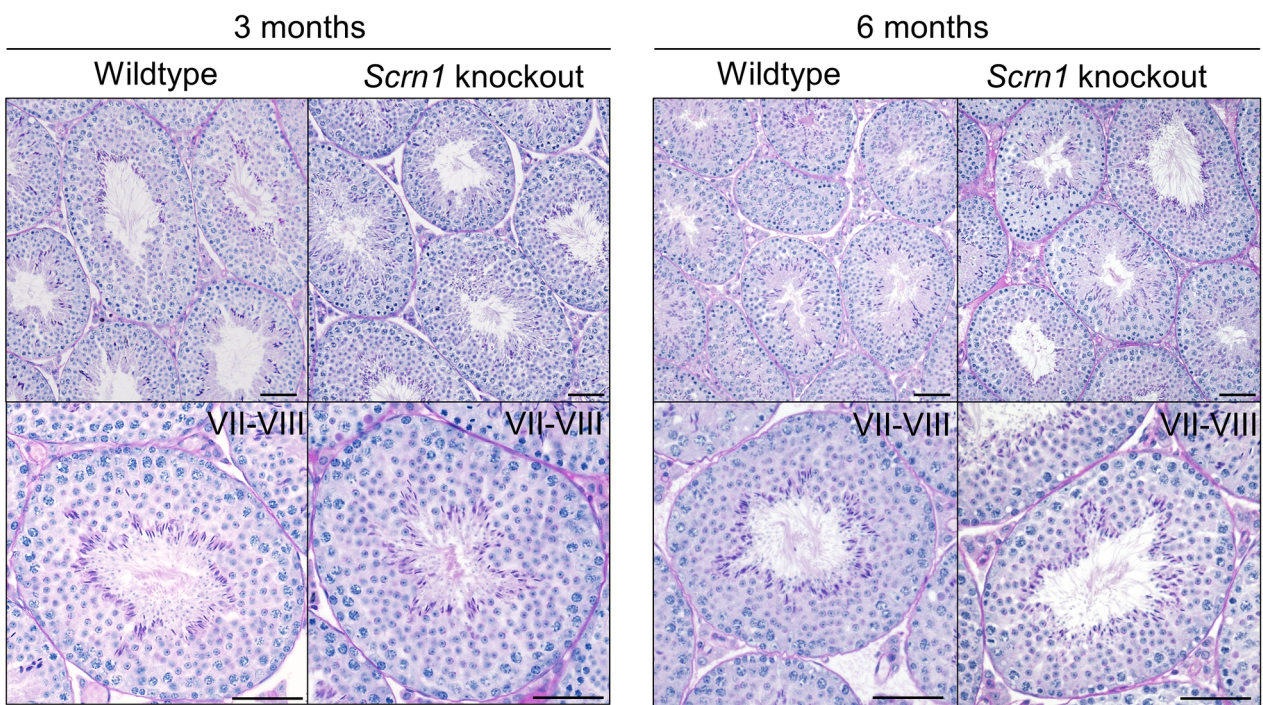 3 months
6 months
Wildtype
Scrn1 knockout
Wildtype
Scrn1 knockout
VII-VIII
VII-VIII
VII-VIII
VII-VIII